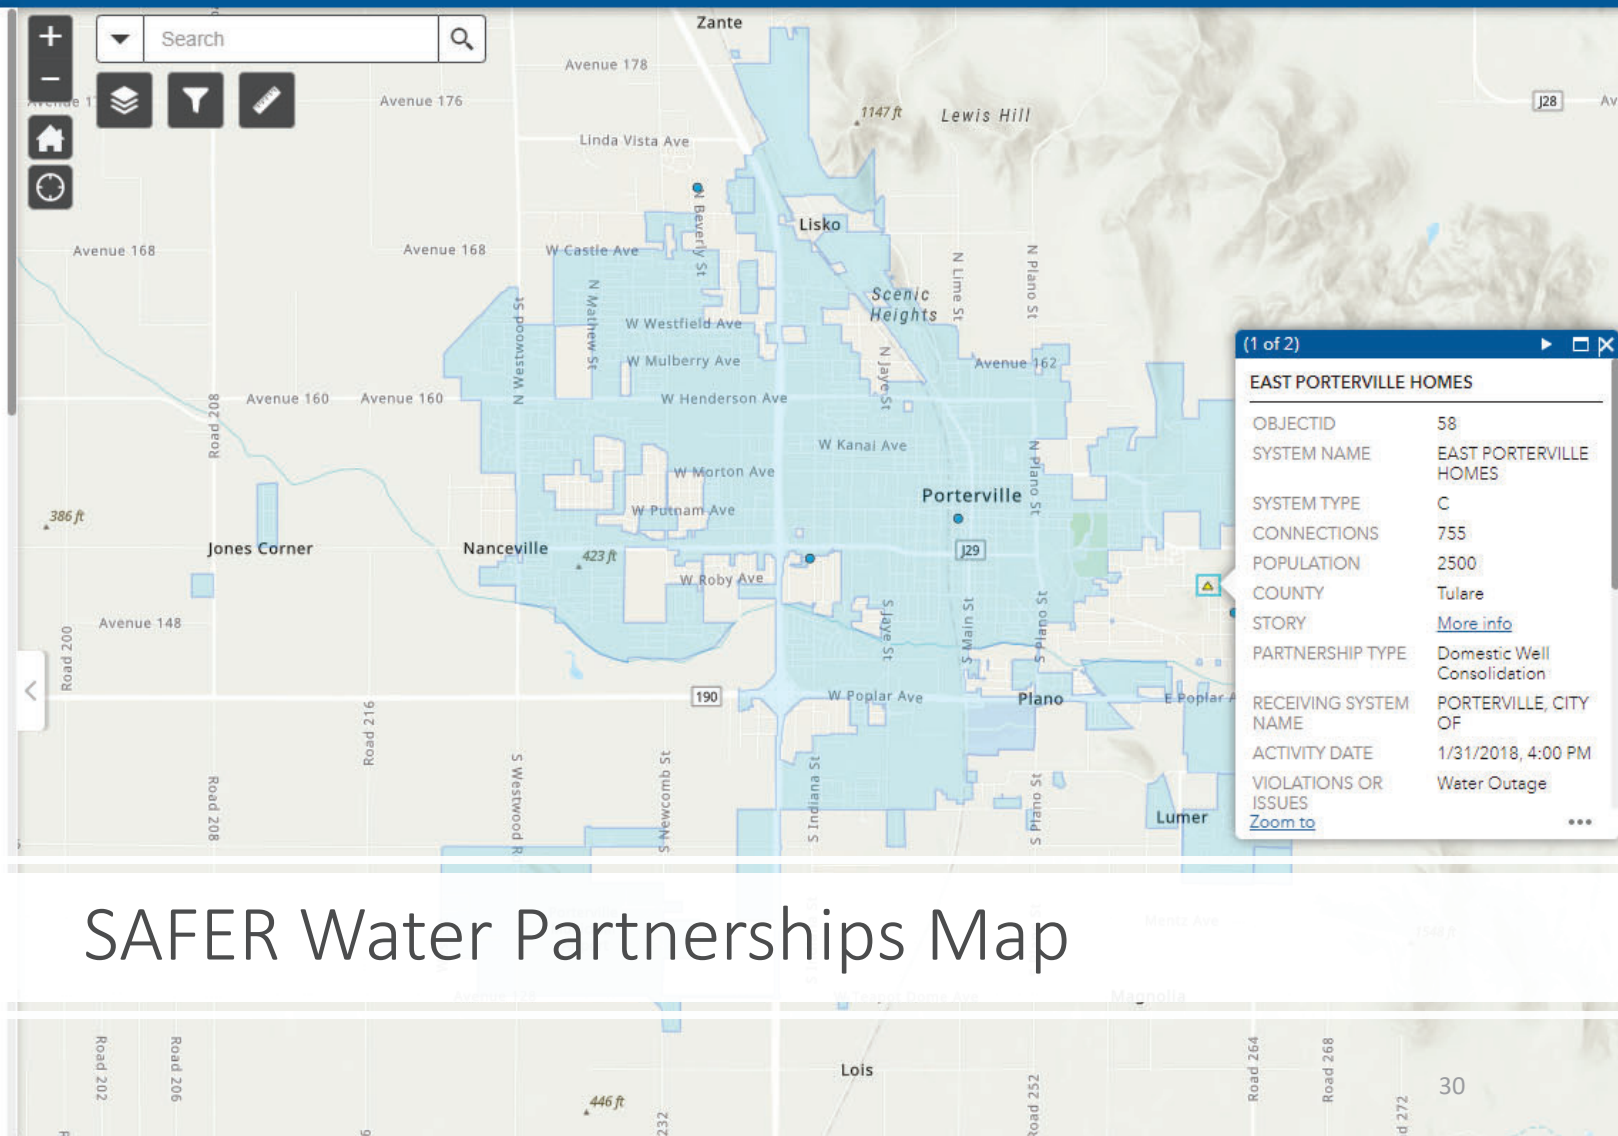 Zante
Search
Avenue 178
Avenue 176
1147 ft
Lewis Hill
J28
Linda Vista Ave
N Beverly St
Lisko
Avenue 168
Avenue 168
W Castle Ave
N Lime St
N Plano St
N Mathew St
Scenic
Heights
N Westwood St
W Westfield Ave
W Mulberry Ave
N Jaye St
Avenue 162
Avenue 160
Avenue 160
W Henderson Ave
Road 208
W Kanai Ave
N Plano St
W Morton Ave
Porterville
W Putnam Ave
386 ft
Jones Corner
Nanceville
423 ft
J29
W Roby Ave
Avenue 148
S Jaye St
S Main St
S Plano St
Road 200
190
W Poplar Ave
Plano
E Poplar A
Road 216
Road 208
S Westwood R
S Newcomb St
S Indiana St
S Plano St
Lumer
(1 of 2)
EAST PORTERVILLE HOMES
OBJECTID 58
SYSTEM NAME EAST PORTERVILLE
HOMES
SYSTEM TYPE C
CONNECTIONS 755
POPULATION 2500
COUNTY Tulare
STORY More info
PARTNERSHIP TYPE Domestic Well
Consolidation
RECEIVING SYSTEM PORTERVILLE, CITY
NAME OF
ACTIVITY DATE 1/31/2018, 4:00 PM
VIOLATIONS OR Water Outage
ISSUES
Zoom to
SAFER Water Partnerships Map
Mentz Ave
W Teapot Dome Ave
Magnolia
Road 202
Road 206
Lois
446 ft
232
Road 252
Road 264
Road 268
d 272
30